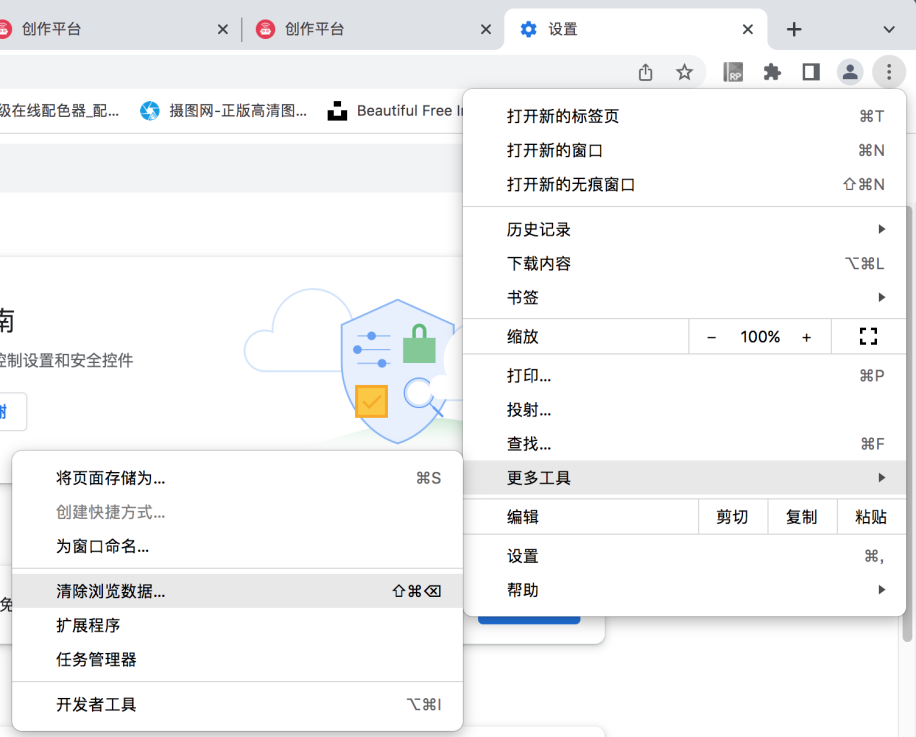 创作平台
创作平台
设置
级在线配色器_配...
摄图网-正版高清图...
Beautiful Free I
RP
打开新的标签页 ⌘T
打开新的窗口 ⌘N
打开新的无痕窗口 ⇧⌘N
历史记录
下载内容 ⌥⌘L
书签
缩放 − 100% +
打印... ⌘P
投射...
查找... ⌘F
更多工具
编辑 剪切 复制 粘贴
设置 ⌘,
帮助
南
控制设置和安全控件
将页面存储为... ⌘S
创建快捷方式...
为窗口命名...
清除浏览数据... ⇧⌘⌫
扩展程序
任务管理器
开发者工具 ⌥⌘I
免